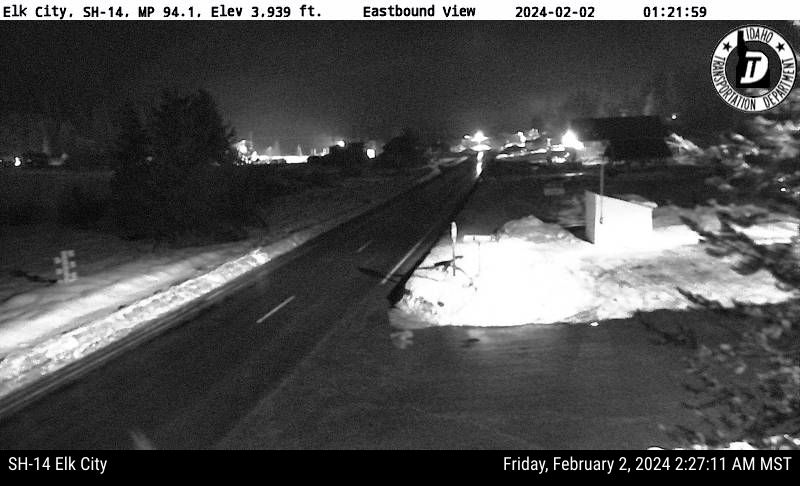 Elk City, SH-14, MP 94.1, Elev 3,939 ft. Eastbound View 2024-02-02 01:21:59
IDAHO
TRANSPORTATION DEPARTMENT
SH-14 Elk City Friday, February 2, 2024 2:27:11 AM MST